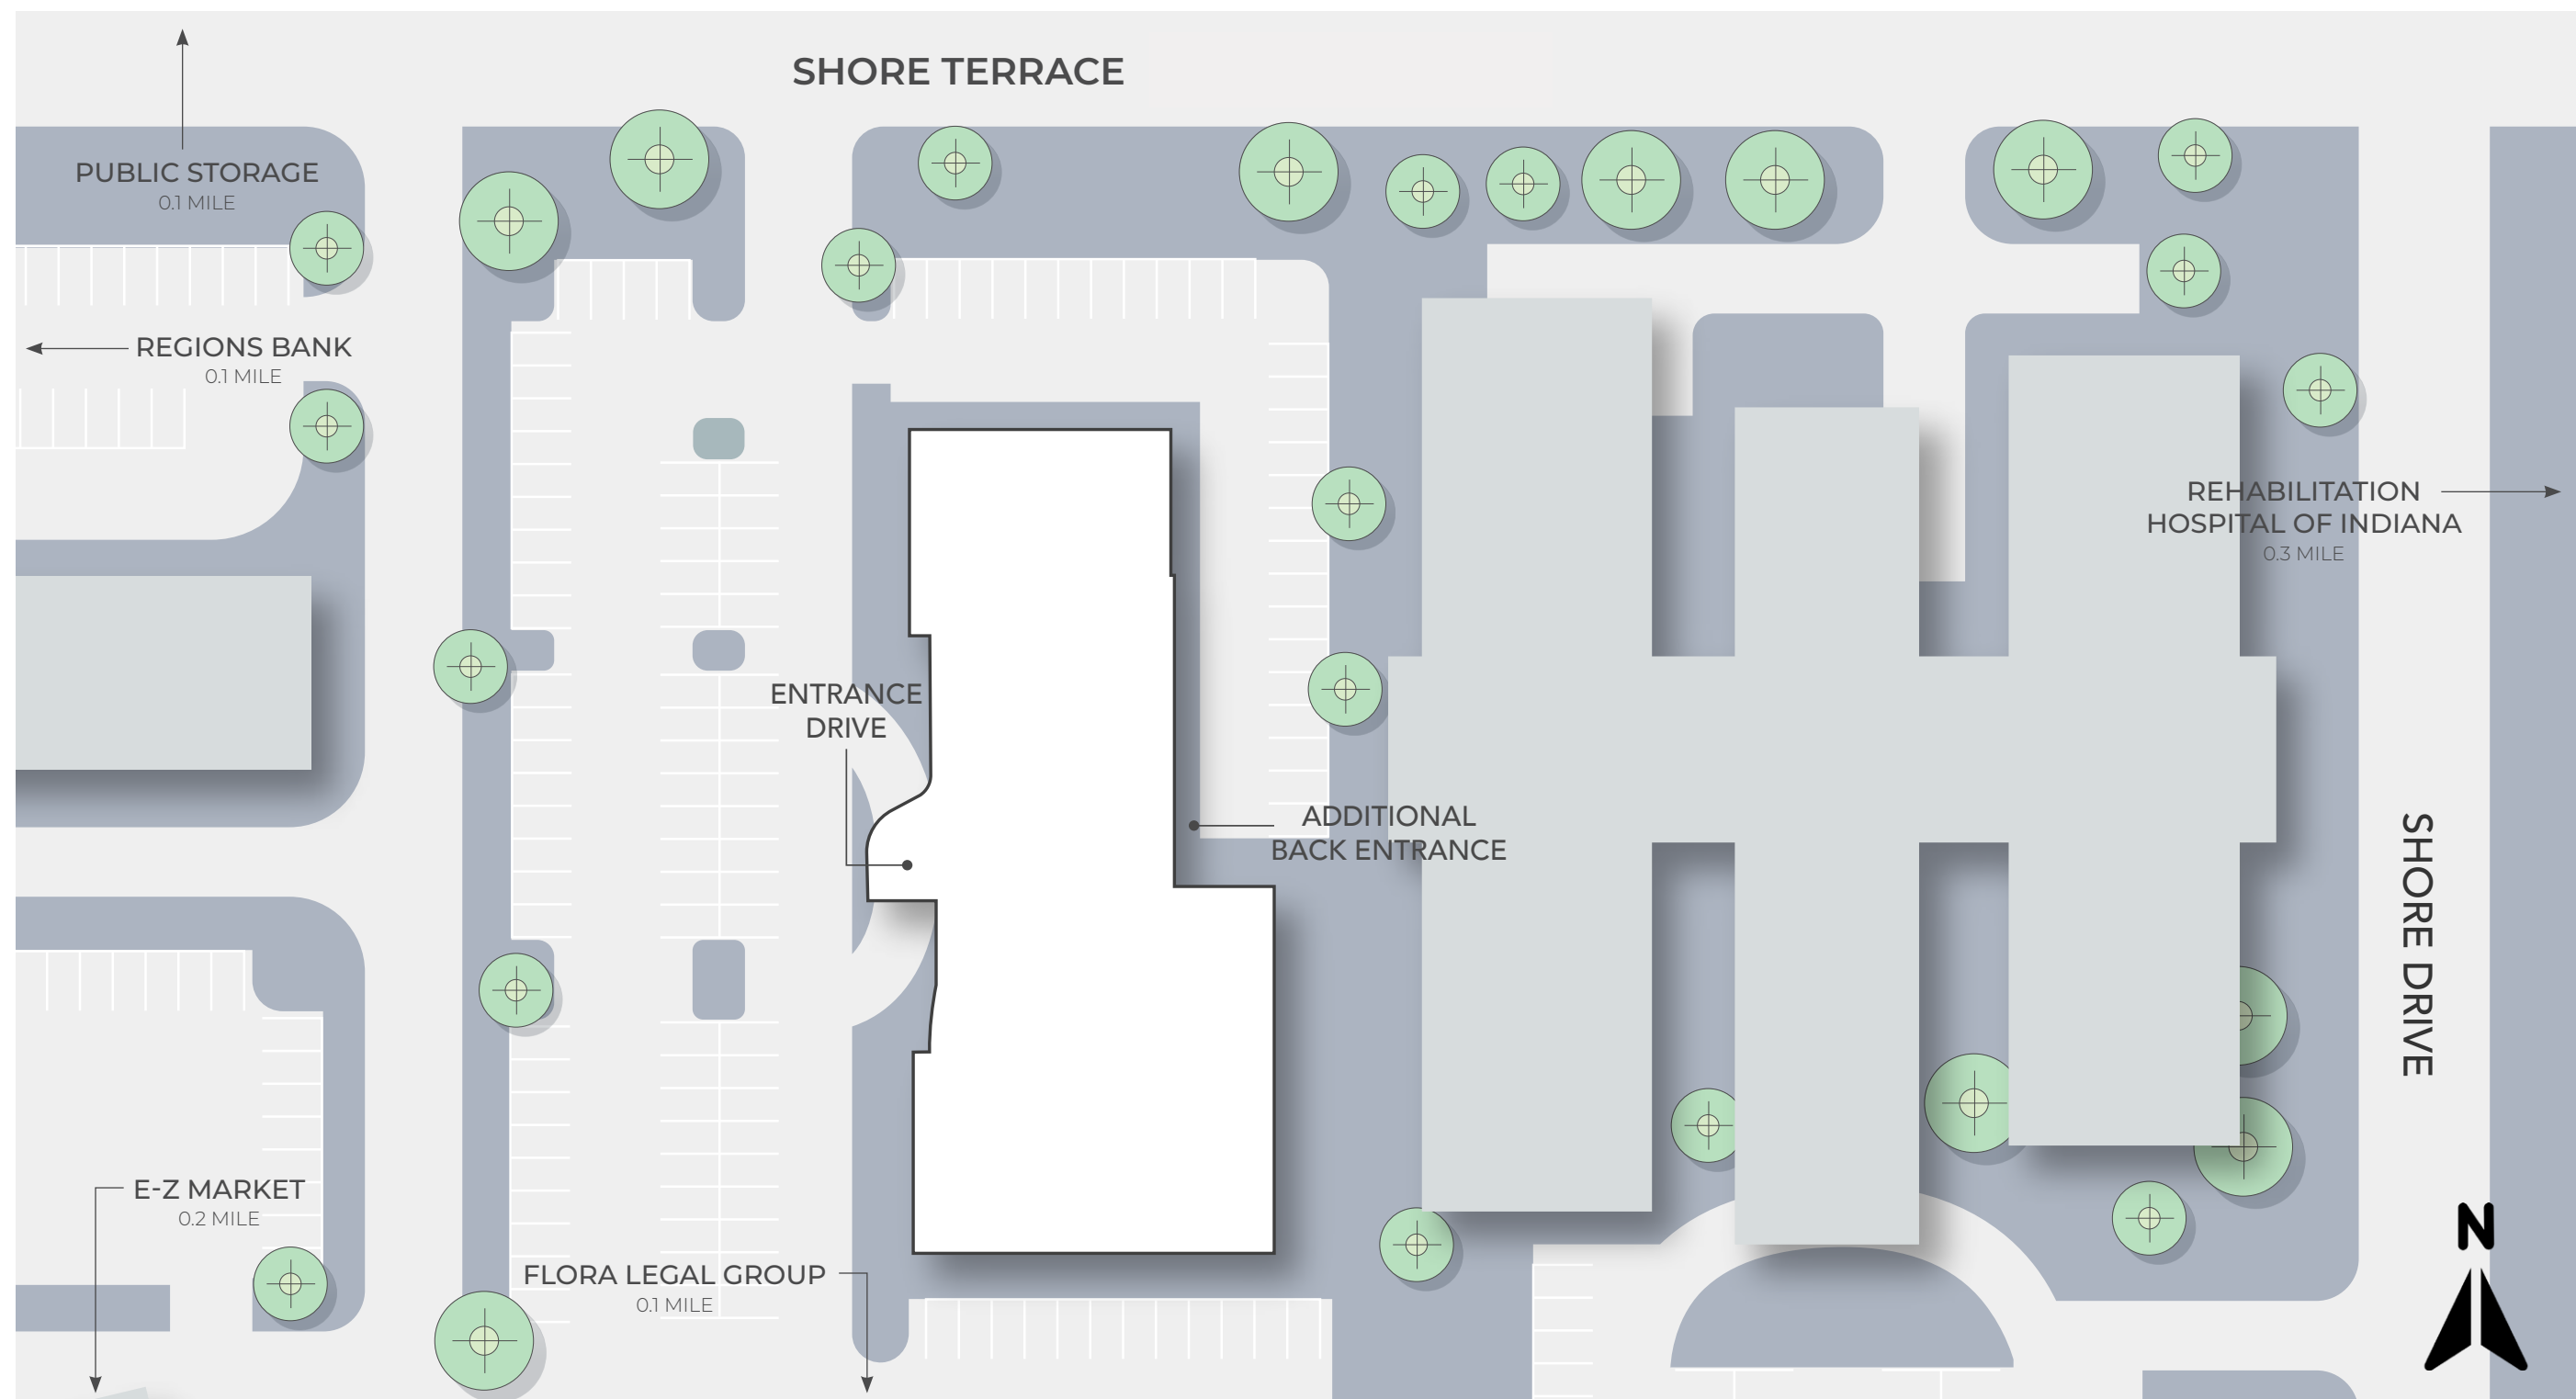 SHORE TERRACE
PUBLIC STORAGE
0.1 MILE
REGIONS BANK
0.1 MILE
REHABILITATION
HOSPITAL OF INDIANA
0.3 MILE
ENTRANCE
DRIVE
ADDITIONAL
BACK ENTRANCE
SHORE DRIVE
E-Z MARKET
0.2 MILE
N
FLORA LEGAL GROUP
0.1 MILE